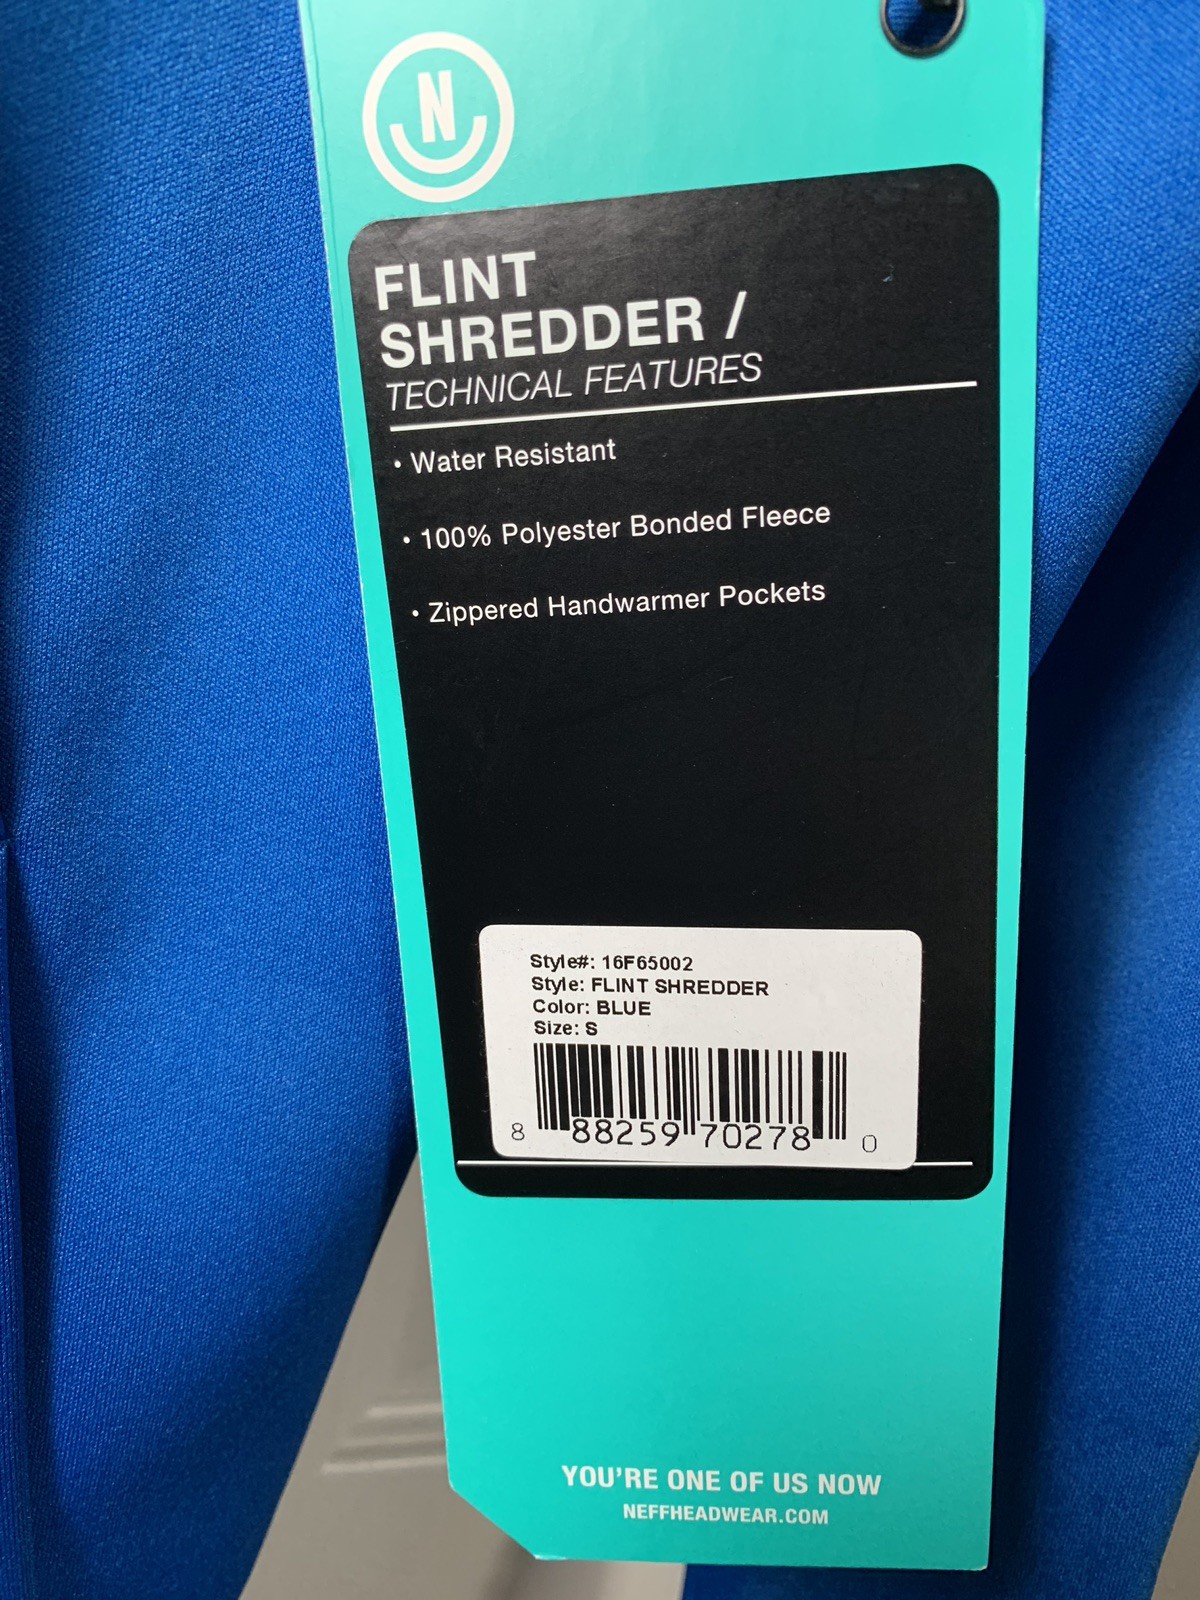 N
FLINT
SHREDDER /
TECHNICAL FEATURES
• Water Resistant
• 100% Polyester Bonded Fleece
• Zippered Handwarmer Pockets
Style#: 16F65002
Style: FLINT SHREDDER
Color: BLUE
Size: S
8 88259 70278 0
YOU'RE ONE OF US NOW
NEFFHEADWEAR.COM